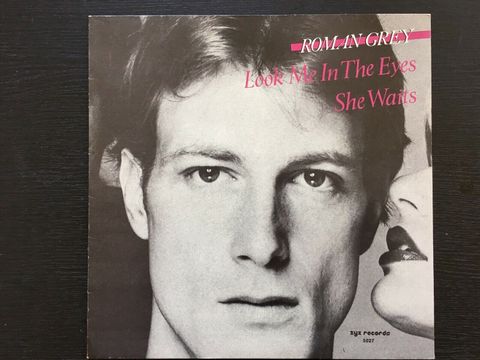 ROMAN GREY
Look Me In The Eyes
She Waits
zyx records
5027